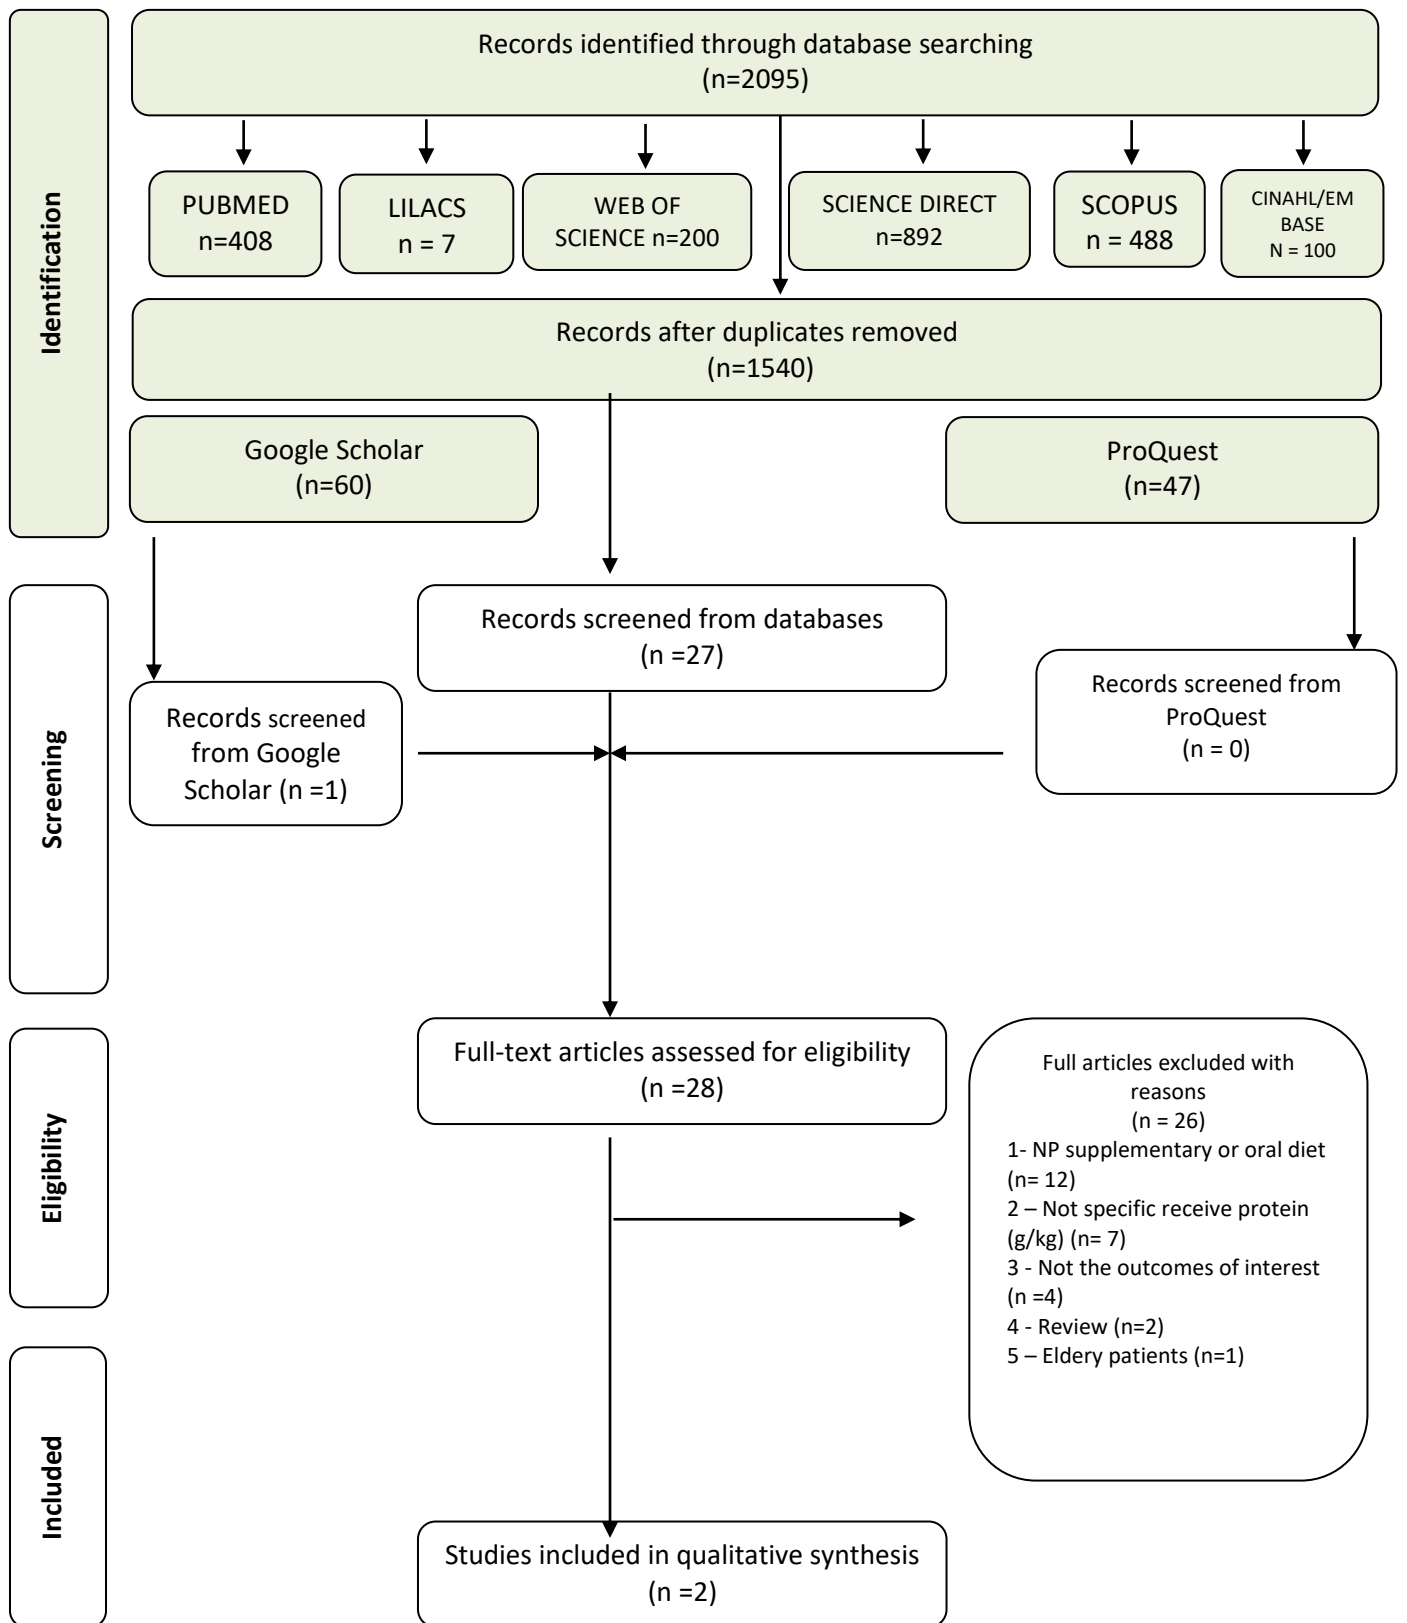 Identification
Records identified through database searching
(n=2095)
PUBMED
n=408
LILACS
n = 7
WEB OF
SCIENCE n=200
SCIENCE DIRECT
n=892
SCOPUS
n = 488
CINAHL/EM
BASE
N = 100
Records after duplicates removed
(n=1540)
Google Scholar
(n=60)
ProQuest
(n=47)
Screening
Records screened from databases
(n =27)
Records screened
from Google
Scholar (n =1)
Records screened from
ProQuest
(n = 0)
Eligibility
Full-text articles assessed for eligibility
(n =28)
Full articles excluded with
reasons
(n = 26)
1- NP supplementary or oral diet
(n= 12)
2 – Not specific receive protein
(g/kg) (n= 7)
3 - Not the outcomes of interest
(n =4)
4 - Review (n=2)
5 – Eldery patients (n=1)
Included
Studies included in qualitative synthesis
(n =2)